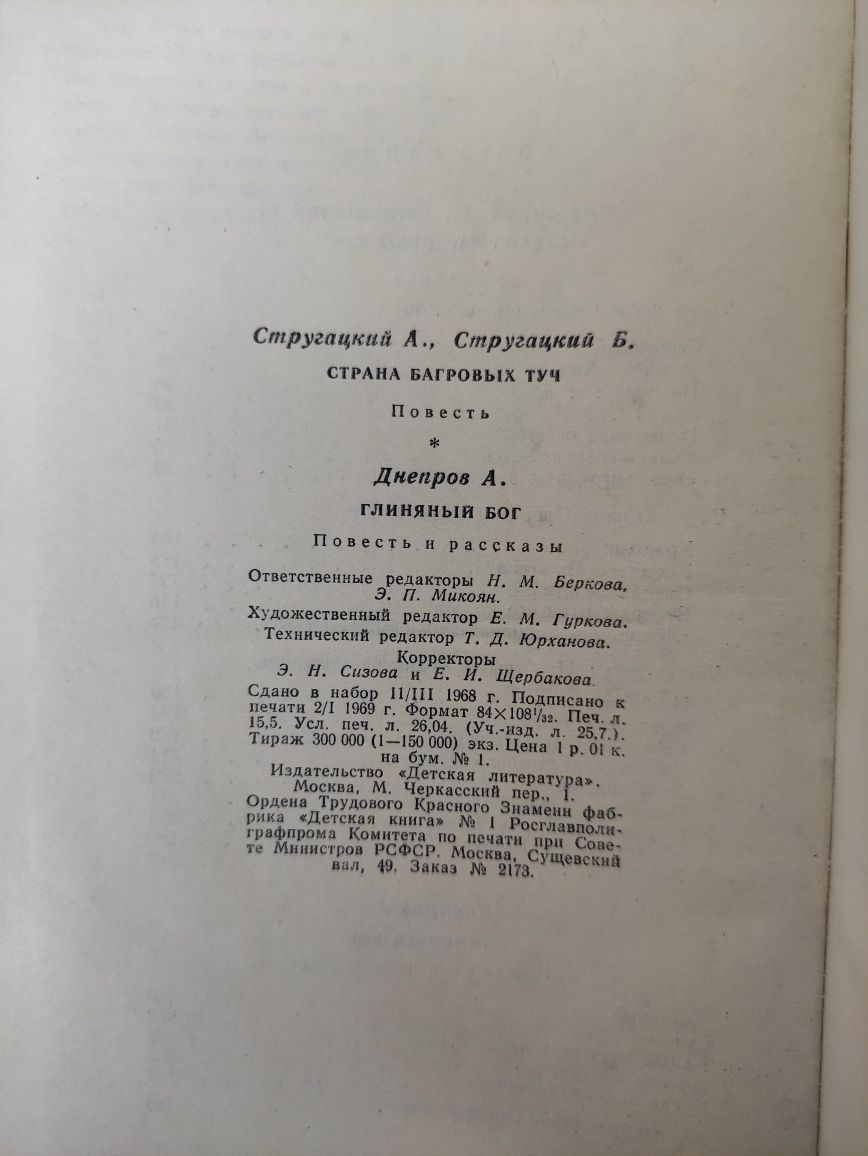 Стругацкий А., Стругацкий Б.
СТРАНА БАГРОВЫХ ТУЧ
Повесть
*
Днепров А.
ГЛИНЯНЫЙ БОГ
Повесть и рассказы
Ответственные редакторы Н. М. Беркова,
Э. П. Микоян.
Художественный редактор Е. М. Гуркова.
Технический редактор Т. Д. Юрханова.
Корректоры
Э. Н. Сизова и Е. И. Щербакова.
Сдано в набор 11/III 1968 г. Подписано к
печати 2/I 1969 г. Формат 84×108¹/₃₂. Печ. л.
15,5. Усл. печ. л. 26,04. (Уч.-изд. л. 25,7.).
Тираж 300 000 (1—150 000) экз. Цена 1 р. 01 к.
на бум. № 1.
Издательство «Детская литература».
Москва, М. Черкасский пер., 1.
Ордена Трудового Красного Знамени фаб-
рика «Детская книга» № 1 Росглавполи-
графпрома Комитета по печати при Сове-
те Министров РСФСР. Москва, Сущевский
вал, 49. Заказ № 2173.